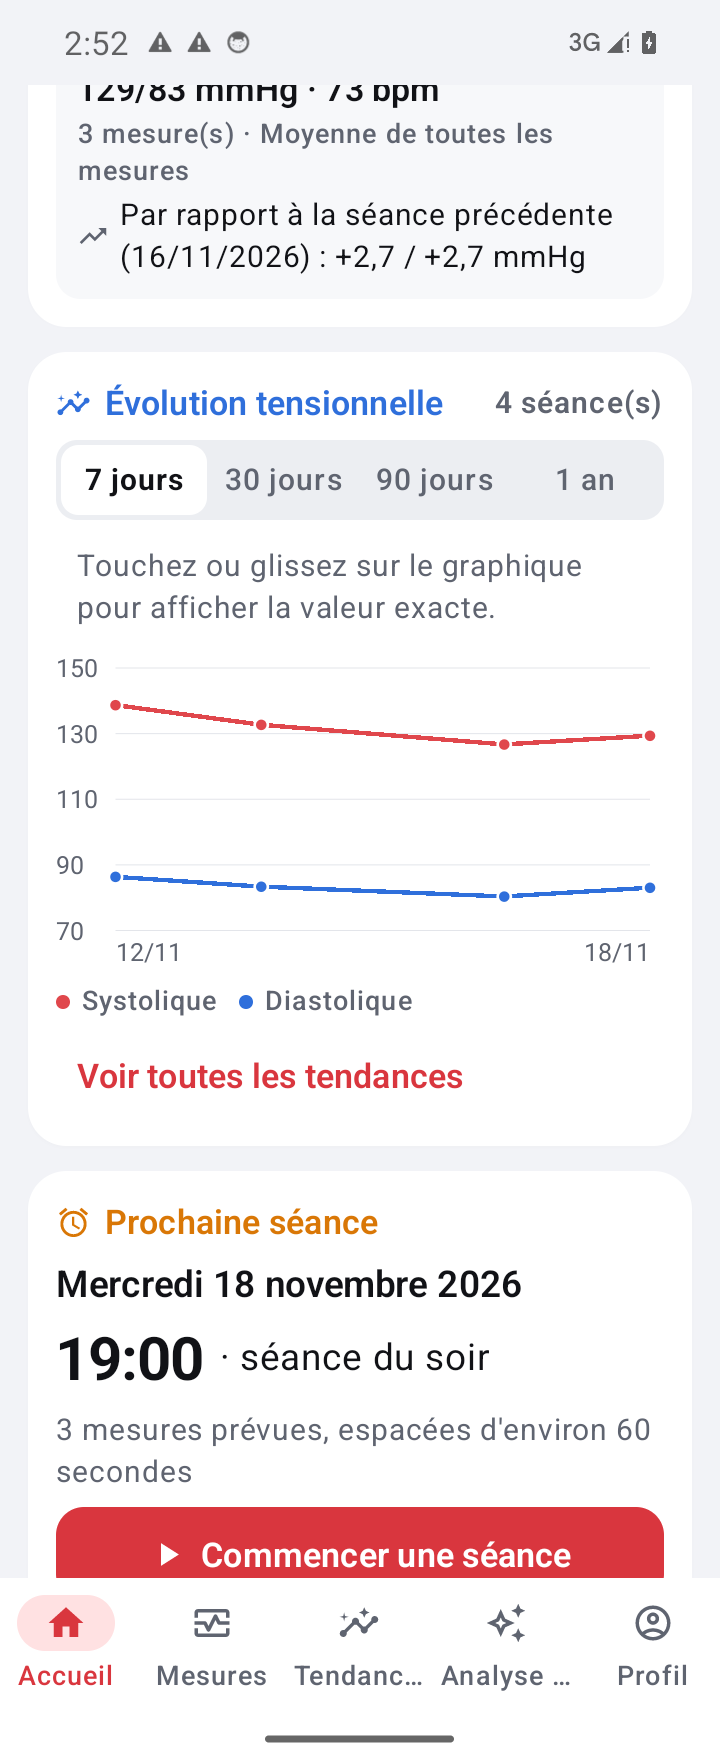 2:52
3G
129/83 mmHg · 73 bpm
3 mesure(s) · Moyenne de toutes les
mesures
Par rapport à la séance précédente
(16/11/2026) : +2,7 / +2,7 mmHg
Évolution tensionnelle
4 séance(s)
7 jours
30 jours
90 jours
1 an
Touchez ou glissez sur le graphique
pour afficher la valeur exacte.
150
130
110
90
70
12/11
18/11
Systolique
Diastolique
Voir toutes les tendances
Prochaine séance
Mercredi 18 novembre 2026
19:00 · séance du soir
3 mesures prévues, espacées d'environ 60
secondes
Commencer une séance
Accueil
Mesures
Tendanc...
Analyse ...
Profil